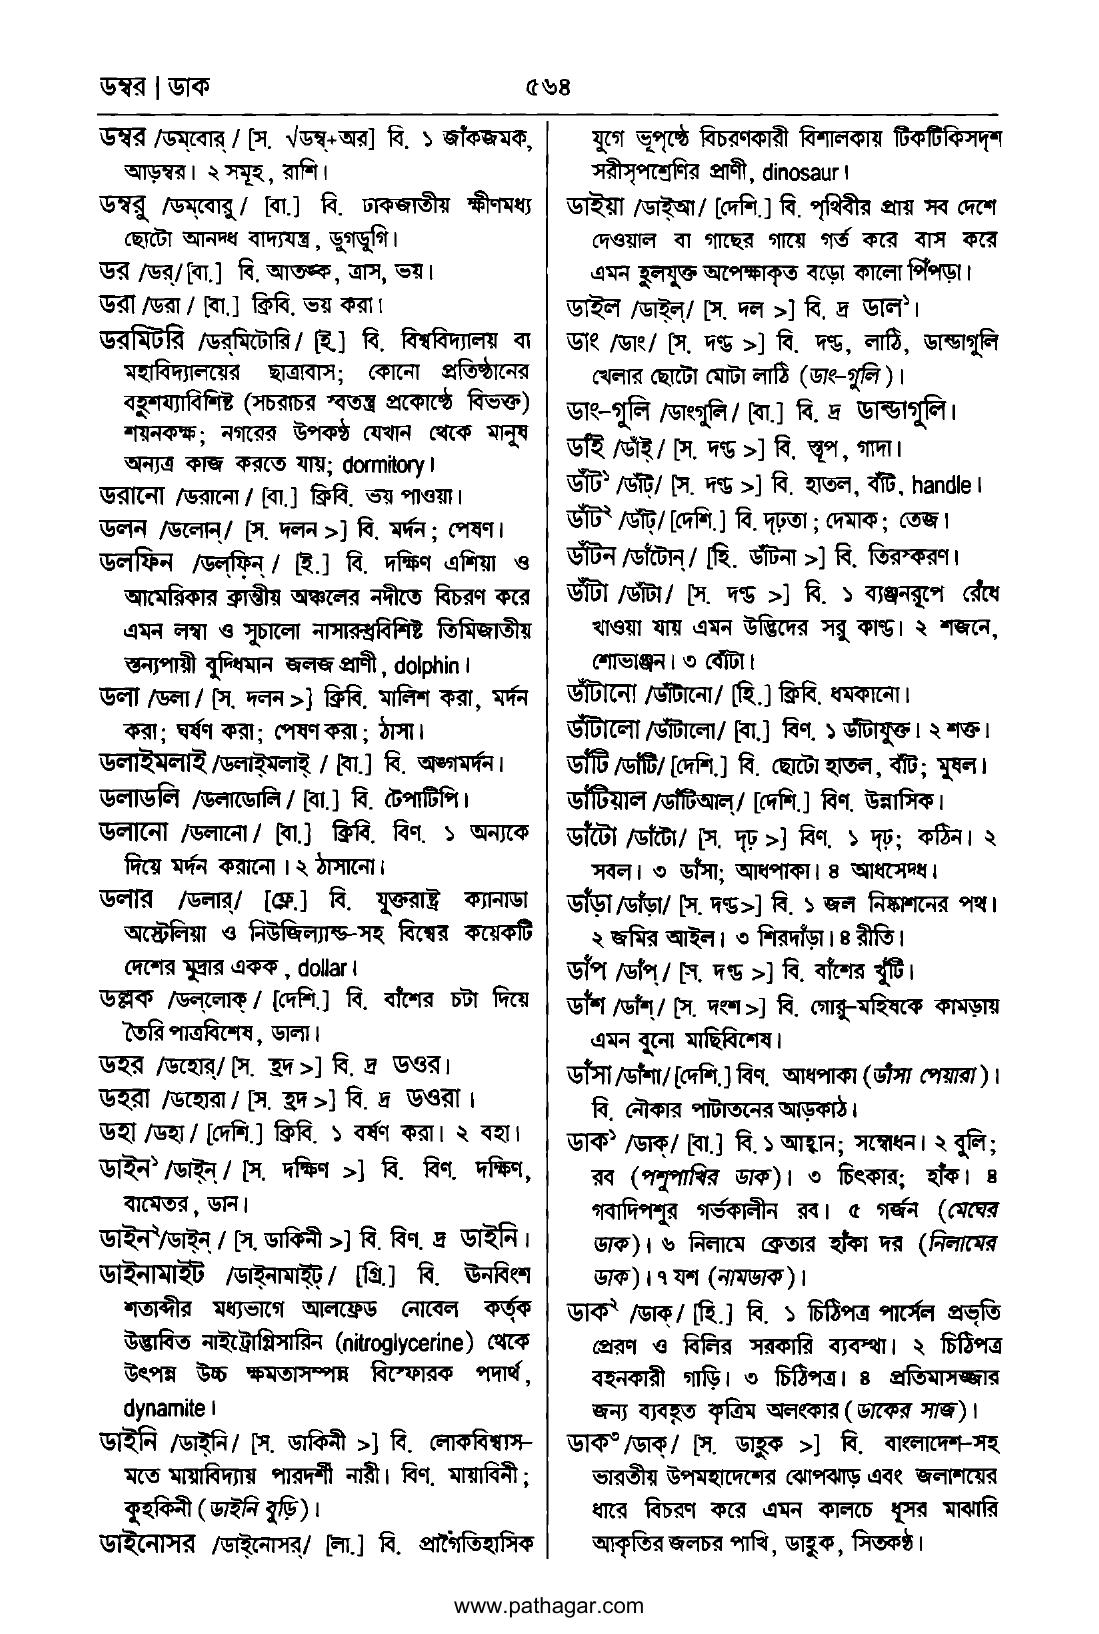 ডম্বর | ডাক
৫৬৪
ডম্বর /ডম্‌বোর্‌ / [স. √ডম্ব্‌+অর] বি. ১ জাঁকজমক,
আড়ম্বর। ২ সমূহ, রাশি।
ডম্বরু /ডম্‌বোরু/ [বা.] বি. ঢাকজাতীয় ক্ষীণমধ্য
ছোটো আনদ্ধ বাদ্যযন্ত্র, ডুগডুগি।
ডর /ডর্‌/ [বা.] বি. আতঙ্ক, ত্রাস, ভয়।
ডরা /ডরা / [বা.] ক্রিবি. ভয় করা।
ডরমিটরি /ডর্‌মিটোরি/ [ই.] বি. বিশ্ববিদ্যালয় বা
মহাবিদ্যালয়ের ছাত্রাবাস; কোনো প্রতিষ্ঠানের
বহুশয্যাবিশিষ্ট (সচরাচর স্বতন্ত্র প্রকোষ্ঠে বিভক্ত)
শয়নকক্ষ; নগরের উপকণ্ঠ যেখান থেকে মানুষ
অন্যত্র কাজ করতে যায়; dormitory।
ডরানো /ডরানো / [বা.] ক্রিবি. ভয় পাওয়া।
ডলন /ডলোন্‌/ [স. দলন >] বি. মর্দন; পেষণ।
ডলফিন /ডল্‌ফিন্‌ / [ই.] বি. দক্ষিণ এশিয়া ও
আমেরিকার ক্রান্তীয় অঞ্চলের নদীতে বিচরণ করে
এমন লম্বা ও সুচালো নাসারন্ধ্রবিশিষ্ট তিমিজাতীয়
স্তন্যপায়ী বুদ্ধিমান জলজ প্রাণী, dolphin।
ডলা /ডলা / [স. দলন >] ক্রিবি. মালিশ করা, মর্দন
করা; ঘর্ষণ করা; পেষণ করা; ঠাসা।
ডলাইমলাই /ডলাই্‌মলাই্‌ / [বা.] বি. অঙ্গমর্দন।
ডলাডলি /ডলাডোলি / [বা.] বি. টেপাটিপি।
ডলানো /ডলানো / [বা.] ক্রিবি. বিণ. ১ অন্যকে
দিয়ে মর্দন করানো। ২ ঠাসানো।
ডলার /ডলার্‌/ [ফ্লে.] বি. যুক্তরাষ্ট্র ক্যানাডা
অস্ট্রেলিয়া ও নিউজিল্যান্ড-সহ বিশ্বের কয়েকটি
দেশের মুদ্রার একক, dollar।
ডল্লক /ডল্‌লোক্‌ / [দেশি.] বি. বাঁশের চটা দিয়ে
তৈরি পাত্রবিশেষ, ডালা।
ডহর /ডহোর্‌/ [স. হ্রদ >] বি. দ্র ডওর।
ডহরা /ডহোরা / [স. হ্রদ >] বি. দ্র ডওরা।
ডহা /ডহা / [দেশি.] ক্রিবি. ১ বর্ষণ করা। ২ বহা।
ডাইন¹ /ডাই্‌ন্‌ / [স. দক্ষিণ >] বি. বিণ. দক্ষিণ,
বামেতর, ডান।
ডাইন²/ডাই্‌ন্‌ / [স. ডাকিনী >] বি. বিণ. দ্র ডাইনি।
ডাইনামাইট /ডাই্‌নামাই্‌ট্‌ / [গ্রি.] বি. ঊনবিংশ
শতাব্দীর মধ্যভাগে আলফ্রেড নোবেল কর্তৃক
উদ্ভাবিত নাইট্রোগ্লিসারিন (nitroglycerine) থেকে
উৎপন্ন উচ্চ ক্ষমতাসম্পন্ন বিস্ফোরক পদার্থ,
dynamite।
ডাইনি /ডাই্‌নি/ [স. ডাকিনী >] বি. লোকবিশ্বাস-
মতে মায়াবিদ্যায় পারদর্শী নারী। বিণ. মায়াবিনী;
কুহকিনী (ডাইনি বুড়ি)।
ডাইনোসর /ডাই্‌নোসর্‌/ [লা.] বি. প্রাগৈতিহাসিক
যুগে ভূপৃষ্ঠে বিচরণকারী বিশালকায় টিকটিকিসদৃশ
সরীসৃপশ্রেণির প্রাণী, dinosaur।
ডাইয়া /ডাই্‌আ/ [দেশি.] বি. পৃথিবীর প্রায় সব দেশে
দেওয়াল বা গাছের গায়ে গর্ত করে বাস করে
এমন হুলযুক্ত অপেক্ষাকৃত বড়ো কালো পিঁপড়া।
ডাইল /ডাই্‌ল্‌/ [স. দল >] বি. দ্র ডাল¹।
ডাং /ডাং/ [স. দণ্ড >] বি. দণ্ড, লাঠি, ডান্ডাগুলি
খেলার ছোটো মোটা লাঠি (ডাং-গুলি)।
ডাং-গুলি /ডাংগুলি / [বা.] বি. দ্র ডান্ডাগুলি।
ডাঁই /ডাঁই্‌ / [স. দণ্ড >] বি. স্তূপ, গাদা।
ডাঁট¹ /ডাঁট্‌/ [স. দণ্ড >] বি. হাতল, বাঁট, handle।
ডাঁট² /ডাঁট্‌/ [দেশি.] বি. দৃঢ়তা; দেমাক; তেজ।
ডাঁটন /ডাঁটোন্‌ / [হি. ডাঁটনা >] বি. তিরস্করণ।
ডাঁটা /ডাঁটা/ [স. দণ্ড >] বি. ১ ব্যঞ্জনরূপে রেঁধে
খাওয়া যায় এমন উদ্ভিদের সরু কাণ্ড। ২ শজনে,
শোভাঞ্জন। ৩ বোঁটা।
ডাঁটানো /ডাঁটানো/ [হি.] ক্রিবি. ধমকানো।
ডাঁটালো /ডাঁটালো/ [বা.] বিণ. ১ ডাঁটাযুক্ত। ২ শক্ত।
ডাঁটি /ডাঁটি/ [দেশি.] বি. ছোটো হাতল, বাঁট; মুষল।
ডাঁটিয়াল /ডাঁটিআল্‌/ [দেশি.] বিণ. উন্নাসিক।
ডাঁটো /ডাঁটো/ [স. দৃঢ় >] বিণ. ১ দৃঢ়; কঠিন। ২
সবল। ৩ ডাঁসা; আধপাকা। ৪ আধসেদ্ধ।
ডাঁড়া /ডাঁড়া/ [স. দণ্ড>] বি. ১ জল নিষ্কাশনের পথ।
২ জমির আইল। ৩ শিরদাঁড়া। ৪ রীতি।
ডাঁপ /ডাঁপ্‌ / [স. দণ্ড >] বি. বাঁশের খুঁটি।
ডাঁশ /ডাঁশ্‌ / [স. দংশ >] বি. গোরু-মহিষকে কামড়ায়
এমন বুনো মাছিবিশেষ।
ডাঁসা /ডাঁশা/ [দেশি.] বিণ. আধপাকা (ডাঁসা পেয়ারা)।
বি. নৌকার পাটাতনের আড়কাঠ।
ডাক¹ /ডাক্‌/ [বা.] বি. ১ আহ্বান; সম্বোধন। ২ বুলি;
রব (পশুপাখির ডাক)। ৩ চিৎকার; হাঁক। ৪
গবাদিপশুর গর্ভকালীন রব। ৫ গর্জন (মেঘের
ডাক)। ৬ নিলামে ক্রেতার হাঁকা দর (নিলামের
ডাক)। ৭ যশ (নামডাক)।
ডাক² /ডাক্‌ / [হি.] বি. ১ চিঠিপত্র পার্সেল প্রভৃতি
প্রেরণ ও বিলির সরকারি ব্যবস্থা। ২ চিঠিপত্র
বহনকারী গাড়ি। ৩ চিঠিপত্র। ৪ প্রতিমাসজ্জার
জন্য ব্যবহৃত কৃত্রিম অলংকার (ডাকের সাজ)।
ডাক³ /ডাক্‌/ [স. ডাহুক >] বি. বাংলাদেশ-সহ
ভারতীয় উপমহাদেশের ঝোপঝাড় এবং জলাশয়ের
ধারে বিচরণ করে এমন কালচে ধূসর মাঝারি
আকৃতির জলচর পাখি, ডাহুক, সিতকণ্ঠ।
www.pathagar.com